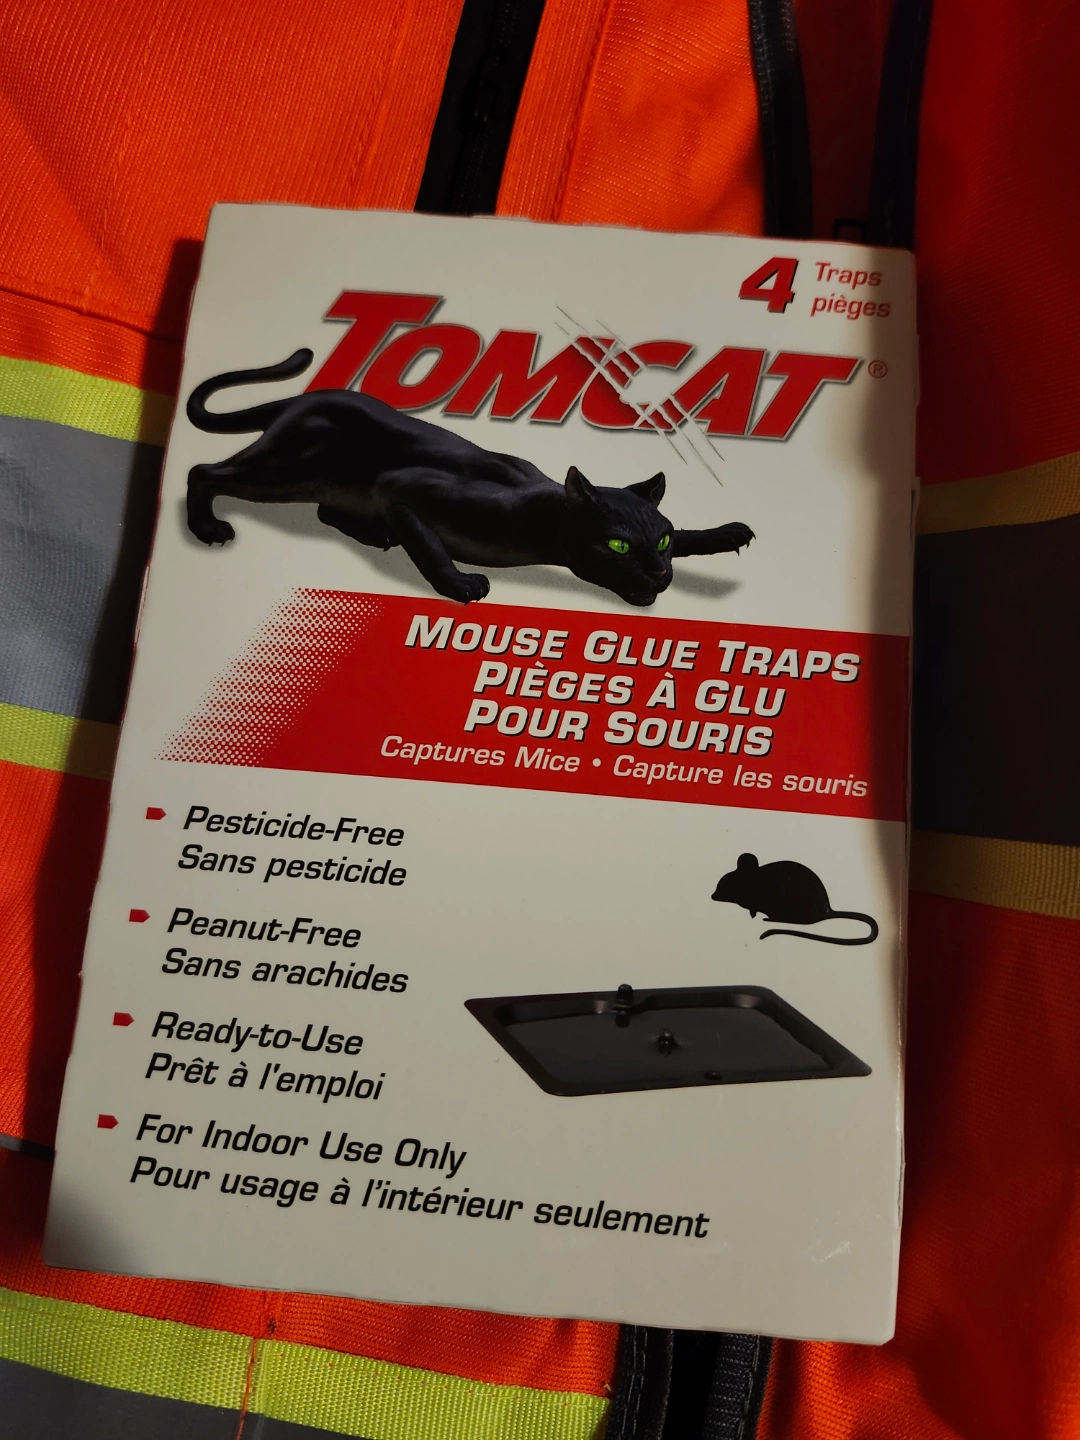 4 Traps
pièges
TOMCAT®
MOUSE GLUE TRAPS
PIÈGES À GLU
POUR SOURIS
Captures Mice • Capture les souris
Pesticide-Free
Sans pesticide
Peanut-Free
Sans arachides
Ready-to-Use
Prêt à l'emploi
For Indoor Use Only
Pour usage à l'intérieur seulement